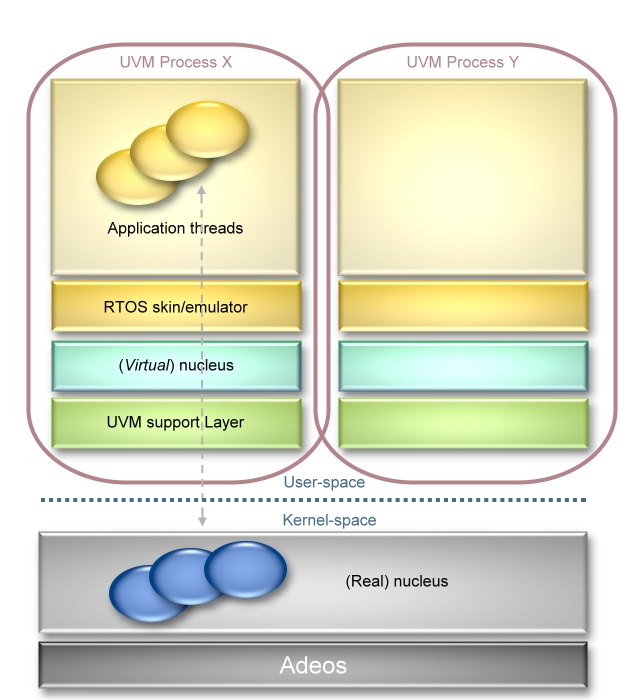 UVM Process X
UVM Process Y
Application threads
RTOS skin/emulator
(Virtual) nucleus
UVM support Layer
User-space
Kernel-space
(Real) nucleus
Adeos